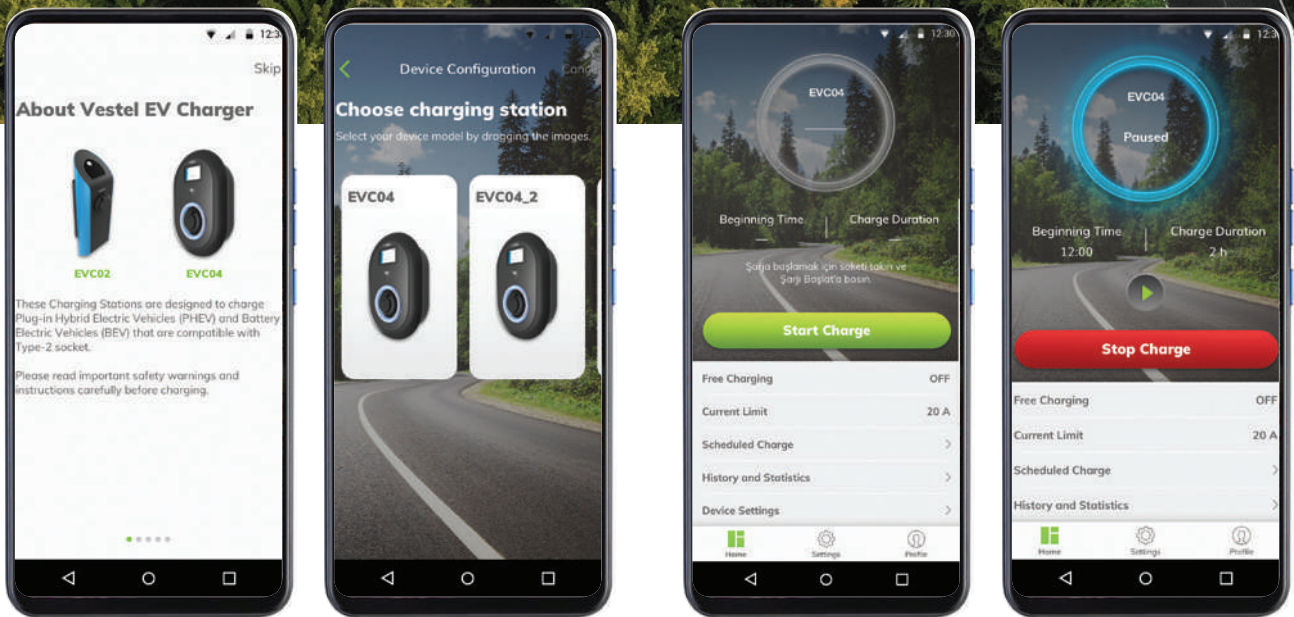 12:3
Skip
About Vestel EV Charger
EVC02
EVC04
These Charging Stations are designed to charge
Plug-in Hybrid Electric Vehicles (PHEV) and Battery
Electric Vehicles (BEV) that are compatible with
Type-2 socket.
Please read important safety warnings and
instructions carefully before charging.
Device Configuration
Choose charging station
Select your device model by dragging the images.
EVC04
EVC04_2
12:30
EVC04
Beginning Time
Charge Duration
Şarja başlamak için soketi takın ve
Şarjı Başlat'a basın.
Start Charge
Free Charging
OFF
Current Limit
20 A
Scheduled Charge
History and Statistics
Device Settings
Home
Settings
Profile
12:3
EVC04
Paused
Beginning Time
Charge Duration
12:00
2 h
Stop Charge
Free Charging
OFF
Current Limit
20 A
Scheduled Charge
History and Statistics
Home
Settings
Profile